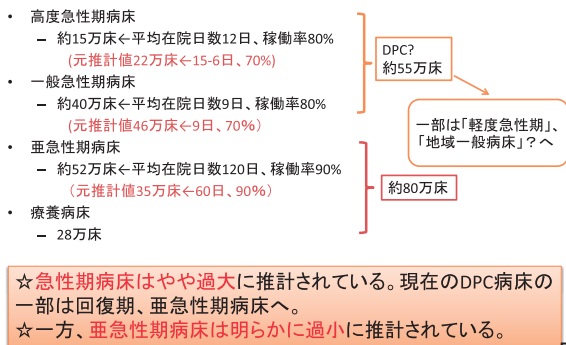 • 高度急性期病床
– 約15万床←平均在院日数12日、稼働率80%
(元推計値22万床←15-6日、70%)
• 一般急性期病床
– 約40万床←平均在院日数9日、稼働率80%
(元推計値46万床←9日、70%)
• 亜急性期病床
– 約52万床←平均在院日数120日、稼働率90%
(元推計値35万床←60日、90%)
• 療養病床
– 28万床
DPC?
約55万床
一部は「軽度急性期」、
「地域一般病床」?へ
約80万床
☆急性期病床はやや過大に推計されている。現在のDPC病床の
一部は回復期、亜急性期病床へ。
☆一方、亜急性期病床は明らかに過小に推計されている。